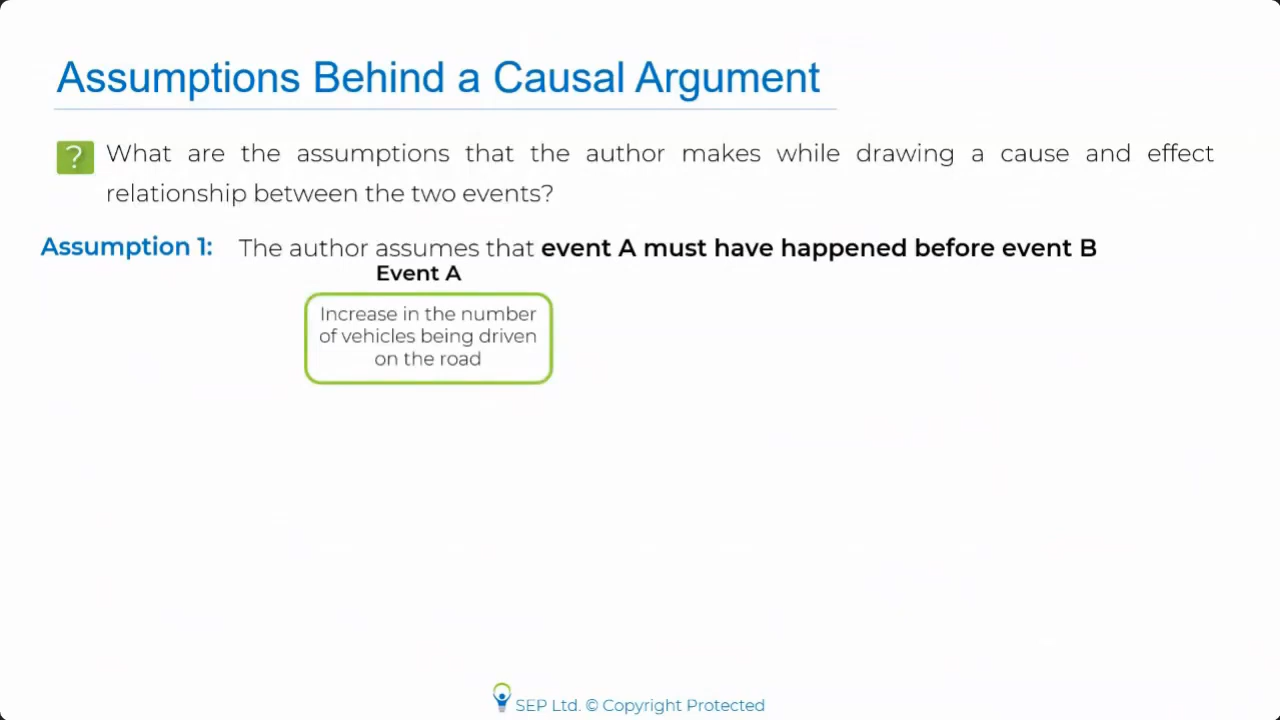 Assumptions Behind a Causal Argument
?
What are the assumptions that the author makes while drawing a cause and effect
relationship between the two events?
Assumption 1: The author assumes that event A must have happened before event B
Event A
Increase in the number
of vehicles being driven
on the road
SEP Ltd. © Copyright Protected